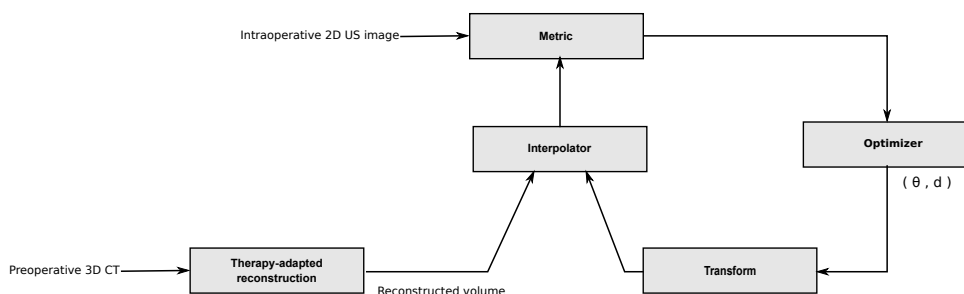 Intraoperative 2D US image
Metric
Interpolator
Optimizer
( θ , d )
Preoperative 3D CT
Therapy-adapted
reconstruction
Reconstructed volume
Transform